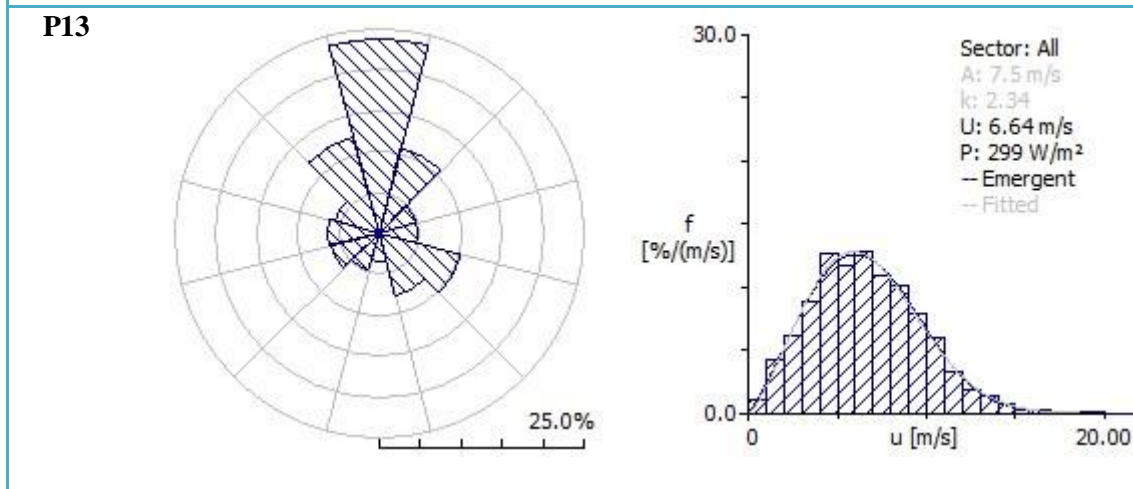 P13
25.0%
30.0
f
[%/(m/s)]
0.0
0
u [m/s]
20.00
Sector: All
A: 7.5 m/s
k: 2.34
U: 6.64 m/s
P: 299 W/m²
-- Emergent
-- Fitted